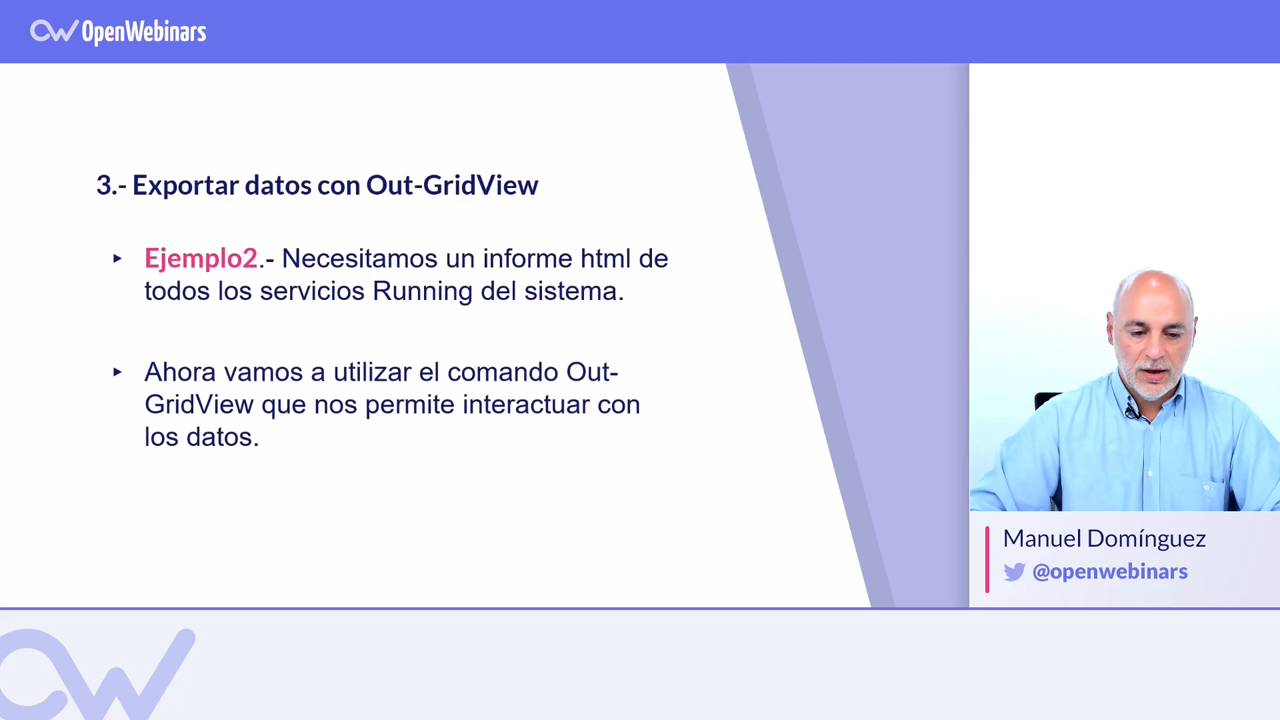 OpenWebinars
3.- Exportar datos con Out-GridView
‣ Ejemplo2.- Necesitamos un informe html de
todos los servicios Running del sistema.
‣ Ahora vamos a utilizar el comando Out-
GridView que nos permite interactuar con
los datos.
Manuel Domínguez
@openwebinars